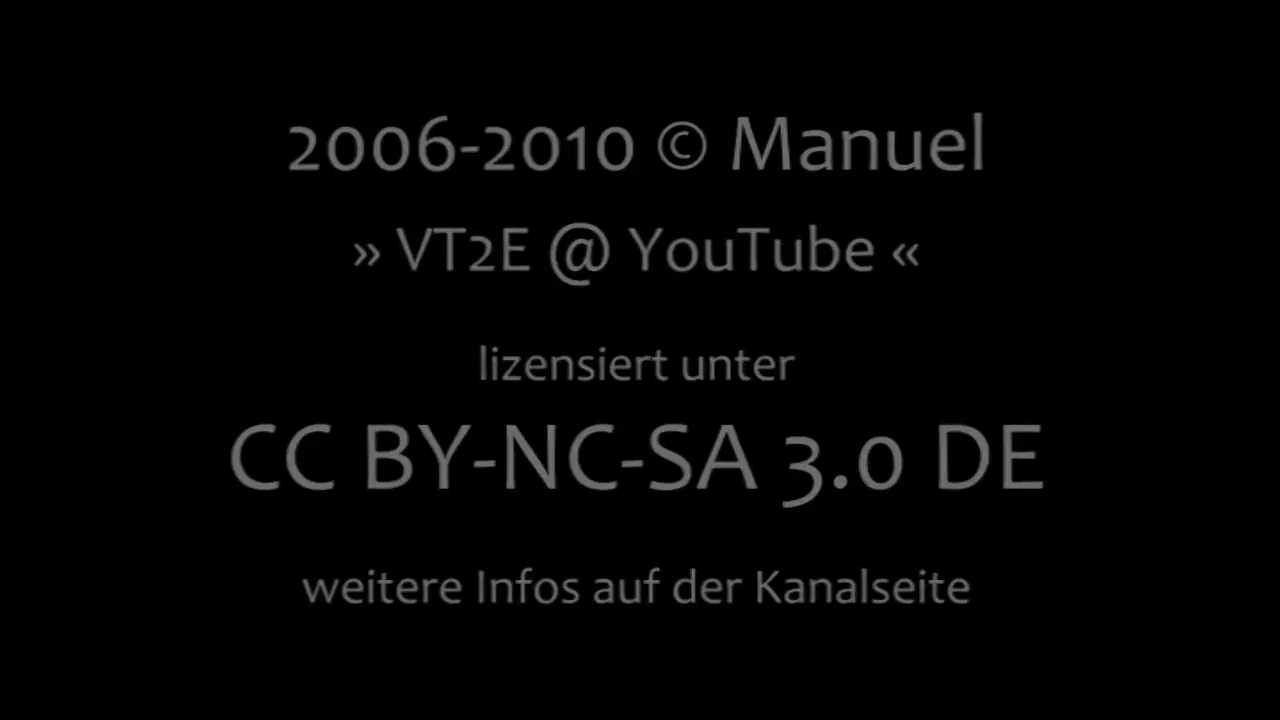 2006-2010 © Manuel
» VT2E @ YouTube «
lizensiert unter
CC BY-NC-SA 3.0 DE
weitere Infos auf der Kanalseite